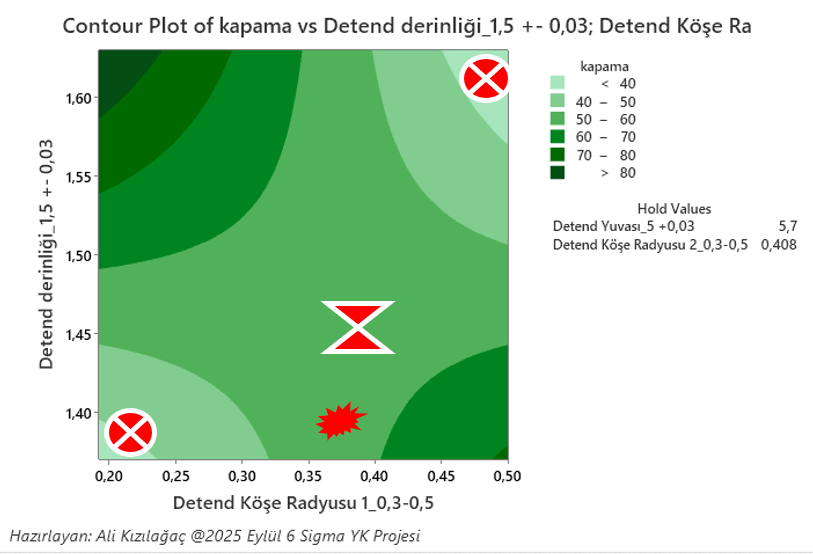 Contour Plot of kapama vs Detend derinliği_1,5 +- 0,03; Detend Köşe Ra
kapama
< 40
40 – 50
50 – 60
60 – 70
70 – 80
> 80
Hold Values
Detend Yuvası_5 +0,03 5,7
Detend Köşe Radyusu 2_0,3-0,5 0,408
Detend derinliği_1,5 +- 0,03
1,60
1,55
1,50
1,45
1,40
0,20 0,25 0,30 0,35 0,40 0,45 0,50
Detend Köşe Radyusu 1_0,3-0,5
Hazırlayan: Ali Kızılağaç @2025 Eylül 6 Sigma YK Projesi